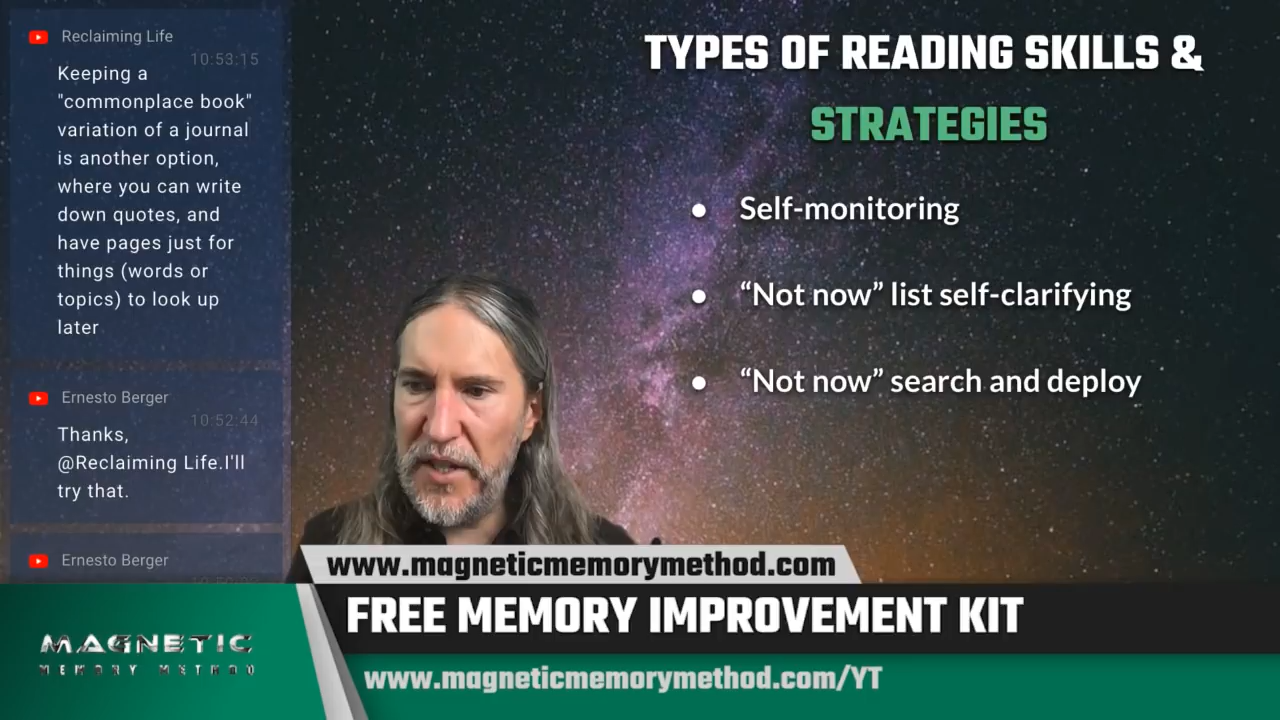 Reclaiming Life
10:53:15
Keeping a
"commonplace book"
variation of a journal
is another option,
where you can write
down quotes, and
have pages just for
things (words or
topics) to look up
later
Ernesto Berger
10:52:44
Thanks,
@Reclaiming Life.I'll
try that.
Ernesto Berger
TYPES OF READING SKILLS &
STRATEGIES
● Self-monitoring
● “Not now” list self-clarifying
● “Not now” search and deploy
www.magneticmemorymethod.com
FREE MEMORY IMPROVEMENT KIT
www.magneticmemorymethod.com/YT
MAGNETIC
MEMORY METHOD